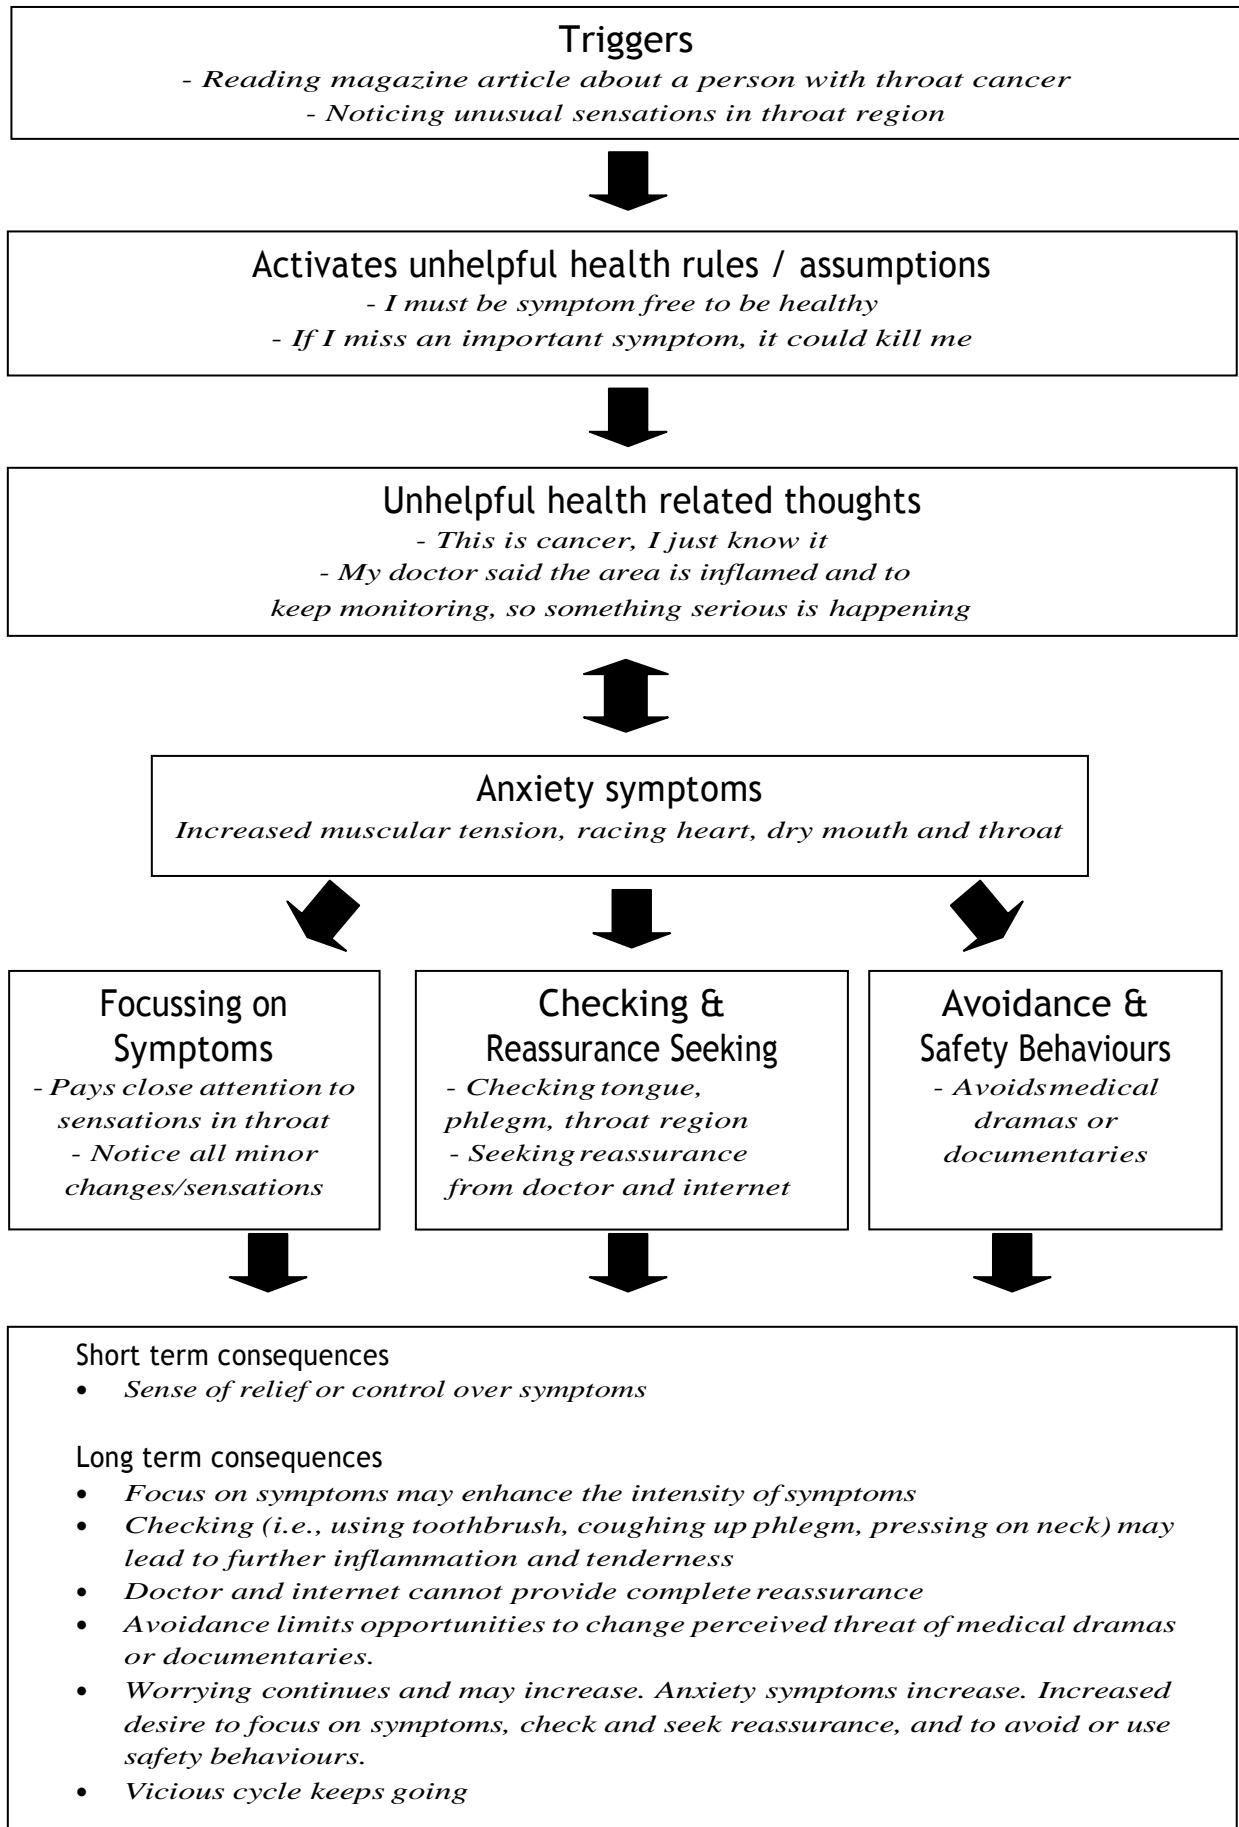 Triggers
- Reading magazine article about a person with throat cancer
- Noticing unusual sensations in throat region
Activates unhelpful health rules / assumptions
- I must be symptom free to be healthy
- If I miss an important symptom, it could kill me
Unhelpful health related thoughts
- This is cancer, I just know it
- My doctor said the area is inflamed and to
keep monitoring, so something serious is happening
Anxiety symptoms
Increased muscular tension, racing heart, dry mouth and throat
Focussing on
Symptoms
- Pays close attention to
sensations in throat
- Notice all minor
changes/sensations
Checking &
Reassurance Seeking
- Checking tongue,
phlegm, throat region
- Seeking reassurance
from doctor and internet
Avoidance &
Safety Behaviours
- Avoids medical
dramas or
documentaries
Short term consequences
• Sense of relief or control over symptoms
Long term consequences
• Focus on symptoms may enhance the intensity of symptoms
• Checking (i.e., using toothbrush, coughing up phlegm, pressing on neck) may
lead to further inflammation and tenderness
• Doctor and internet cannot provide complete reassurance
• Avoidance limits opportunities to change perceived threat of medical dramas
or documentaries.
• Worrying continues and may increase. Anxiety symptoms increase. Increased
desire to focus on symptoms, check and seek reassurance, and to avoid or use
safety behaviours.
• Vicious cycle keeps going